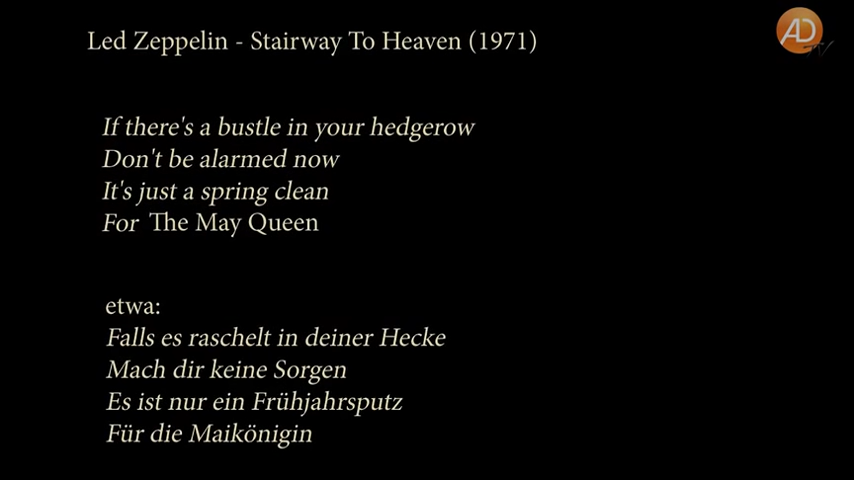 Led Zeppelin - Stairway To Heaven (1971)
AD
TV
If there's a bustle in your hedgerow
Don't be alarmed now
It's just a spring clean
For The May Queen
etwa:
Falls es raschelt in deiner Hecke
Mach dir keine Sorgen
Es ist nur ein Frühjahrsputz
Für die Maikönigin